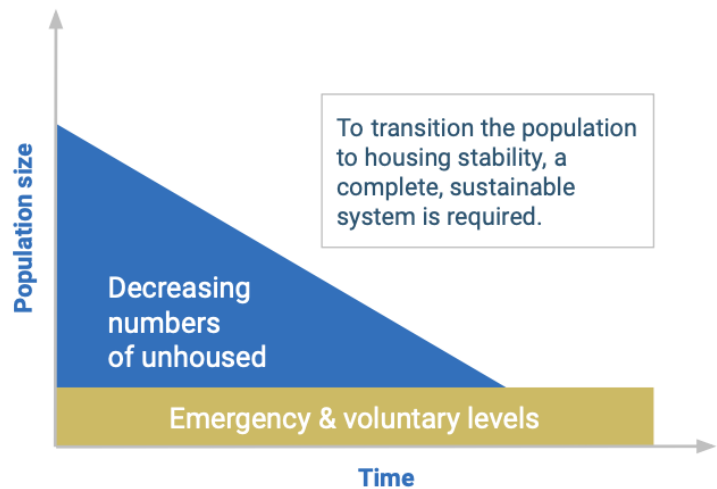 Population size
To transition the population
to housing stability, a
complete, sustainable
system is required.
Decreasing
numbers
of unhoused
Emergency & voluntary levels
Time